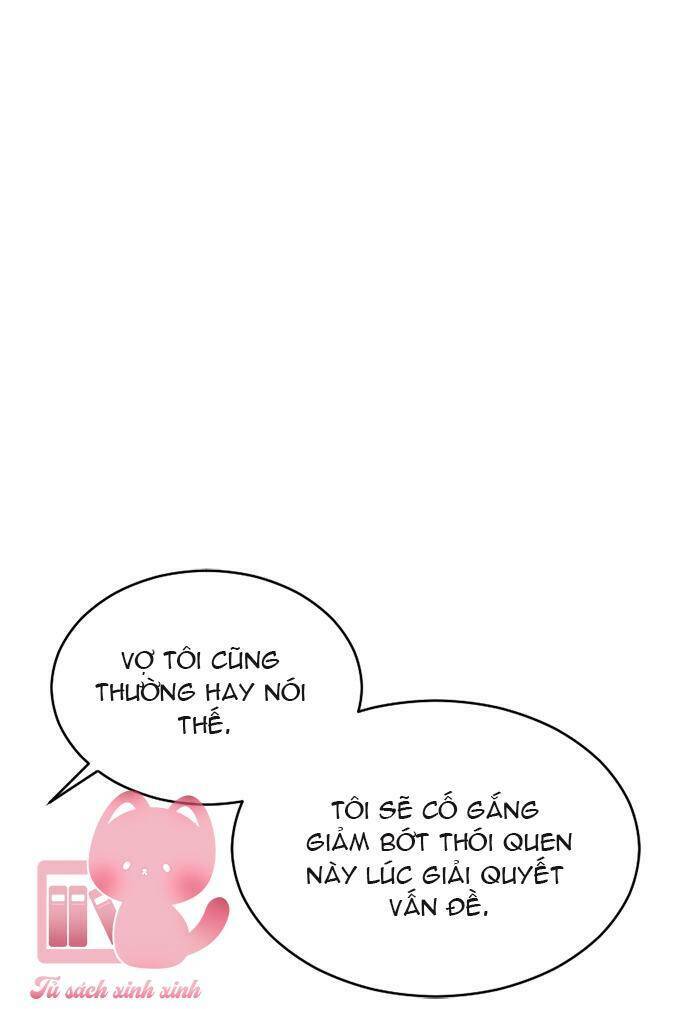 VỢ TÔI CŨNG
THƯỜNG HAY NÓI
THẾ.
TÔI SẼ CỐ GẮNG
GIẢM BỚT THÓI QUEN
NÀY LÚC GIẢI QUYẾT
VẤN ĐỀ.
Tủ sách xinh xinh